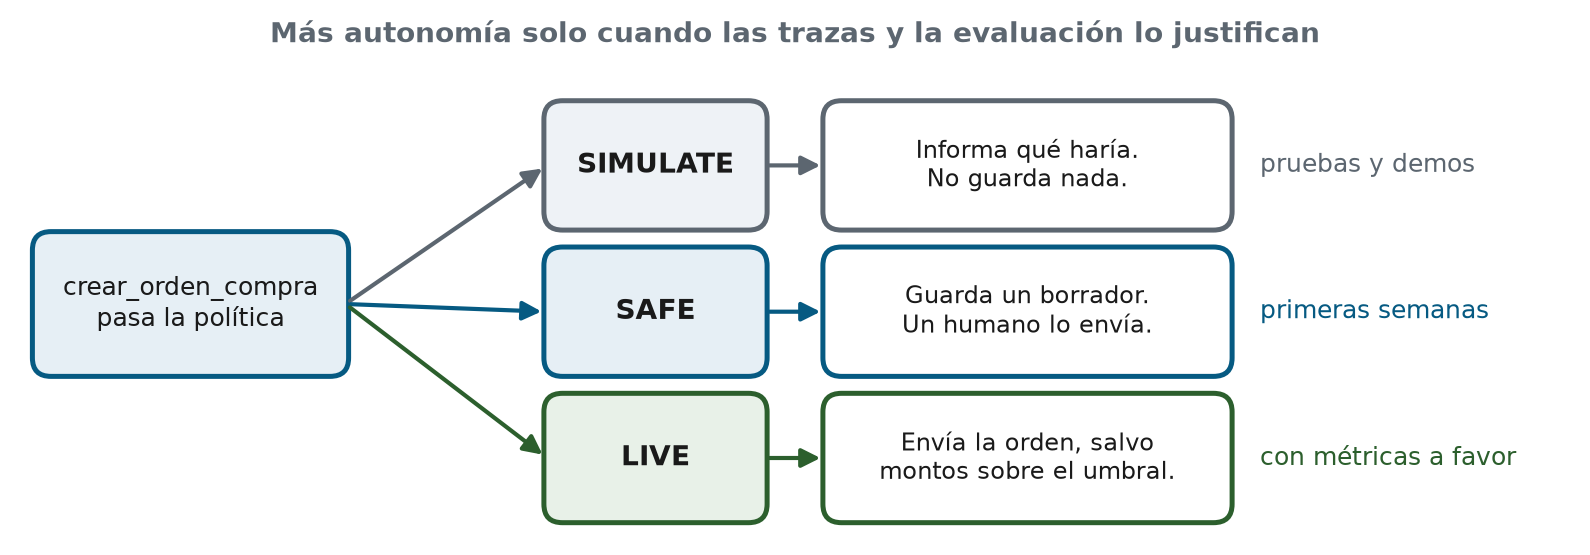 Más autonomía solo cuando las trazas y la evaluación lo justifican
crear_orden_compra
pasa la política
SIMULATE
Informa qué haría.
No guarda nada.
pruebas y demos
SAFE
Guarda un borrador.
Un humano lo envía.
primeras semanas
LIVE
Envía la orden, salvo
montos sobre el umbral.
con métricas a favor